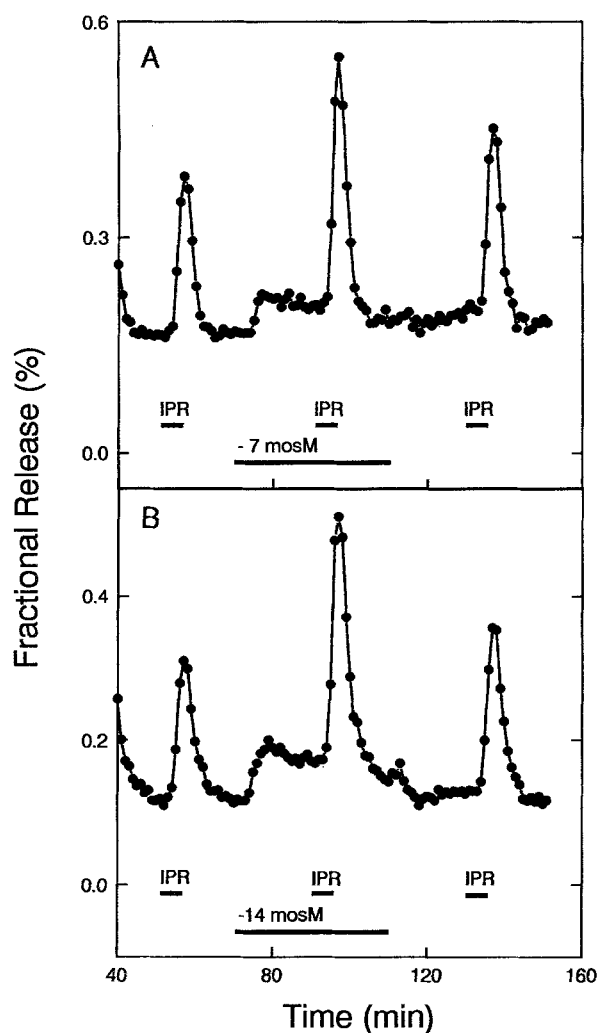 Fractional Release (%)
0.6
A
0.3
IPR IPR IPR
- 7 mosM
0.0
B
0.4
0.2
IPR IPR IPR
0.0
-14 mosM
40 80 120 160
Time (min)